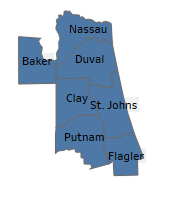 Nassau
Duval
Baker
Clay
St. Johns
Putnam
Flagler